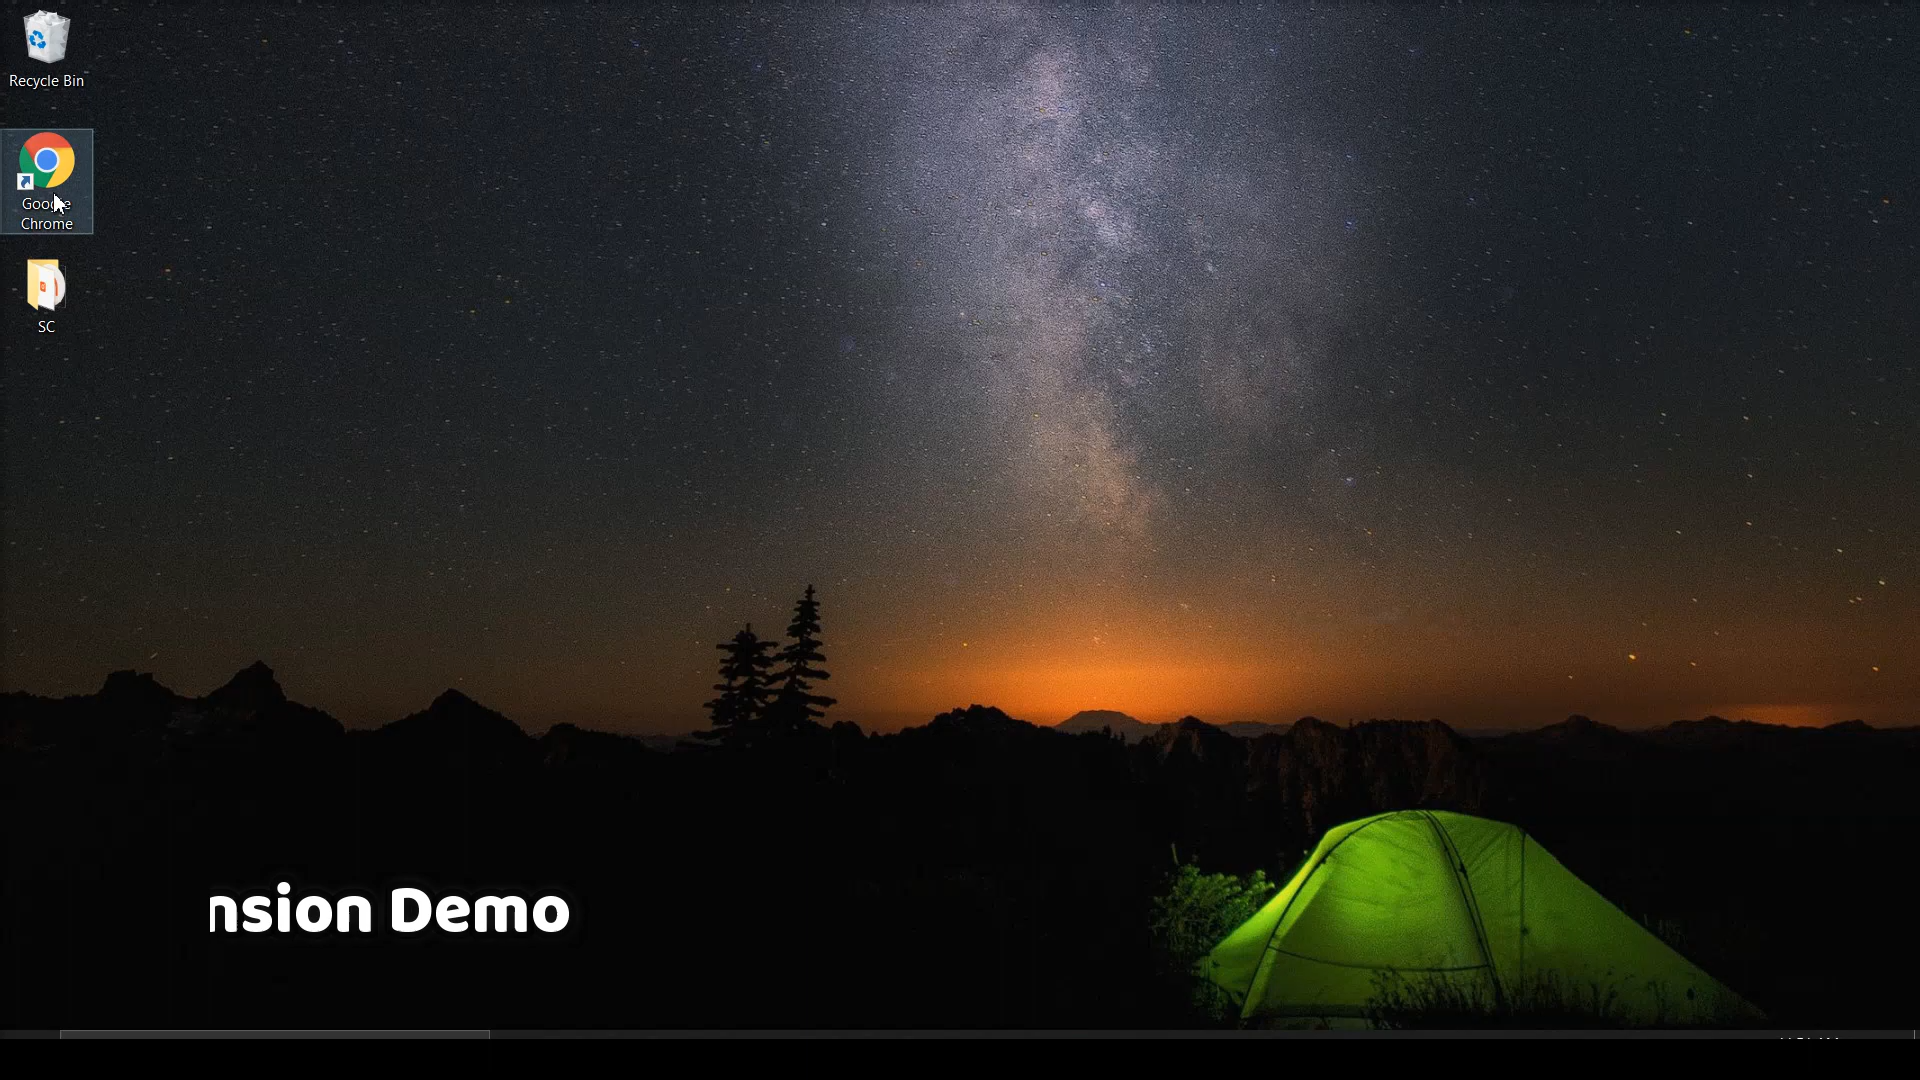 Recycle Bin
Google
Chrome
SC
nsion Demo